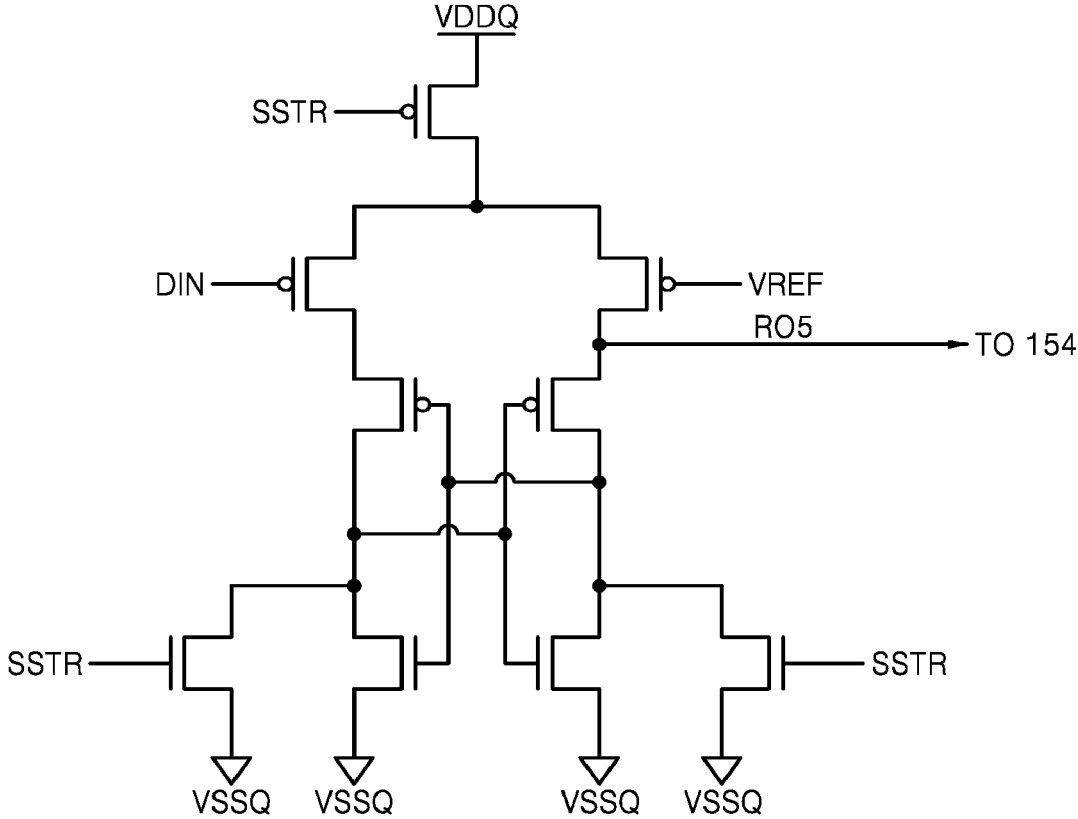 VDDQ
SSTR
DIN
VREF
RO5
TO 154
SSTR
SSTR
VSSQ
VSSQ
VSSQ
VSSQ